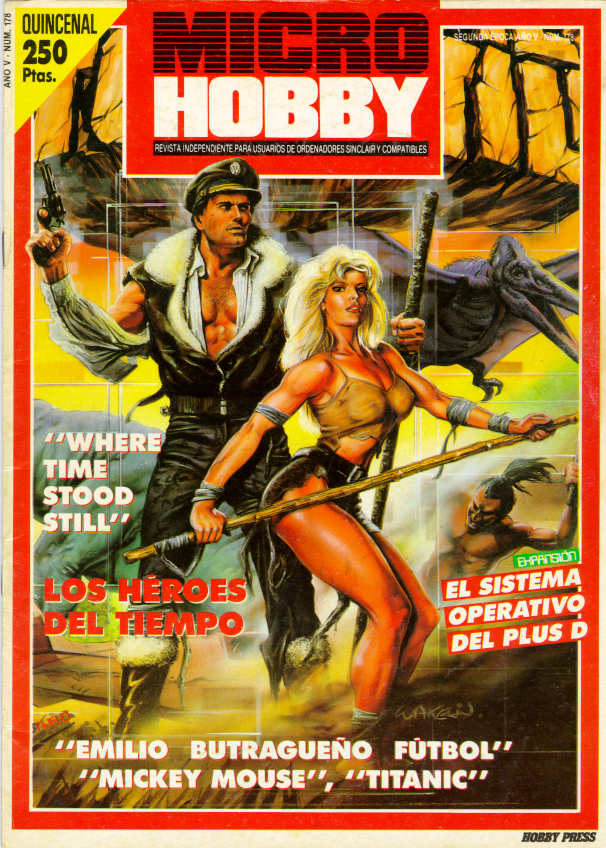 AÑO V - NUM. 178
QUINCENAL
250
Ptas.
MICRO
HOBBY
REVISTA INDEPENDIENTE PARA USUARIOS DE ORDENADORES SINCLAIR Y COMPATIBLES
SEGUNDA EPOCA/AÑO V - NUM. 178
"WHERE
TIME
STOOD
STILL"
LOS HÉROES
DEL TIEMPO
EXPANSIÓN
EL SISTEMA
OPERATIVO
DEL PLUS D
"EMILIO BUTRAGUEÑO FÚTBOL"
"MICKEY MOUSE", "TITANIC"
HOBBY PRESS